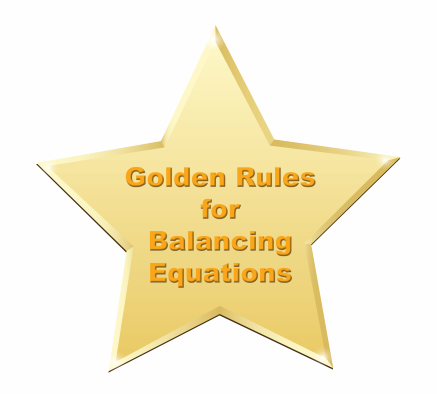 Golden Rules
for
Balancing
Equations